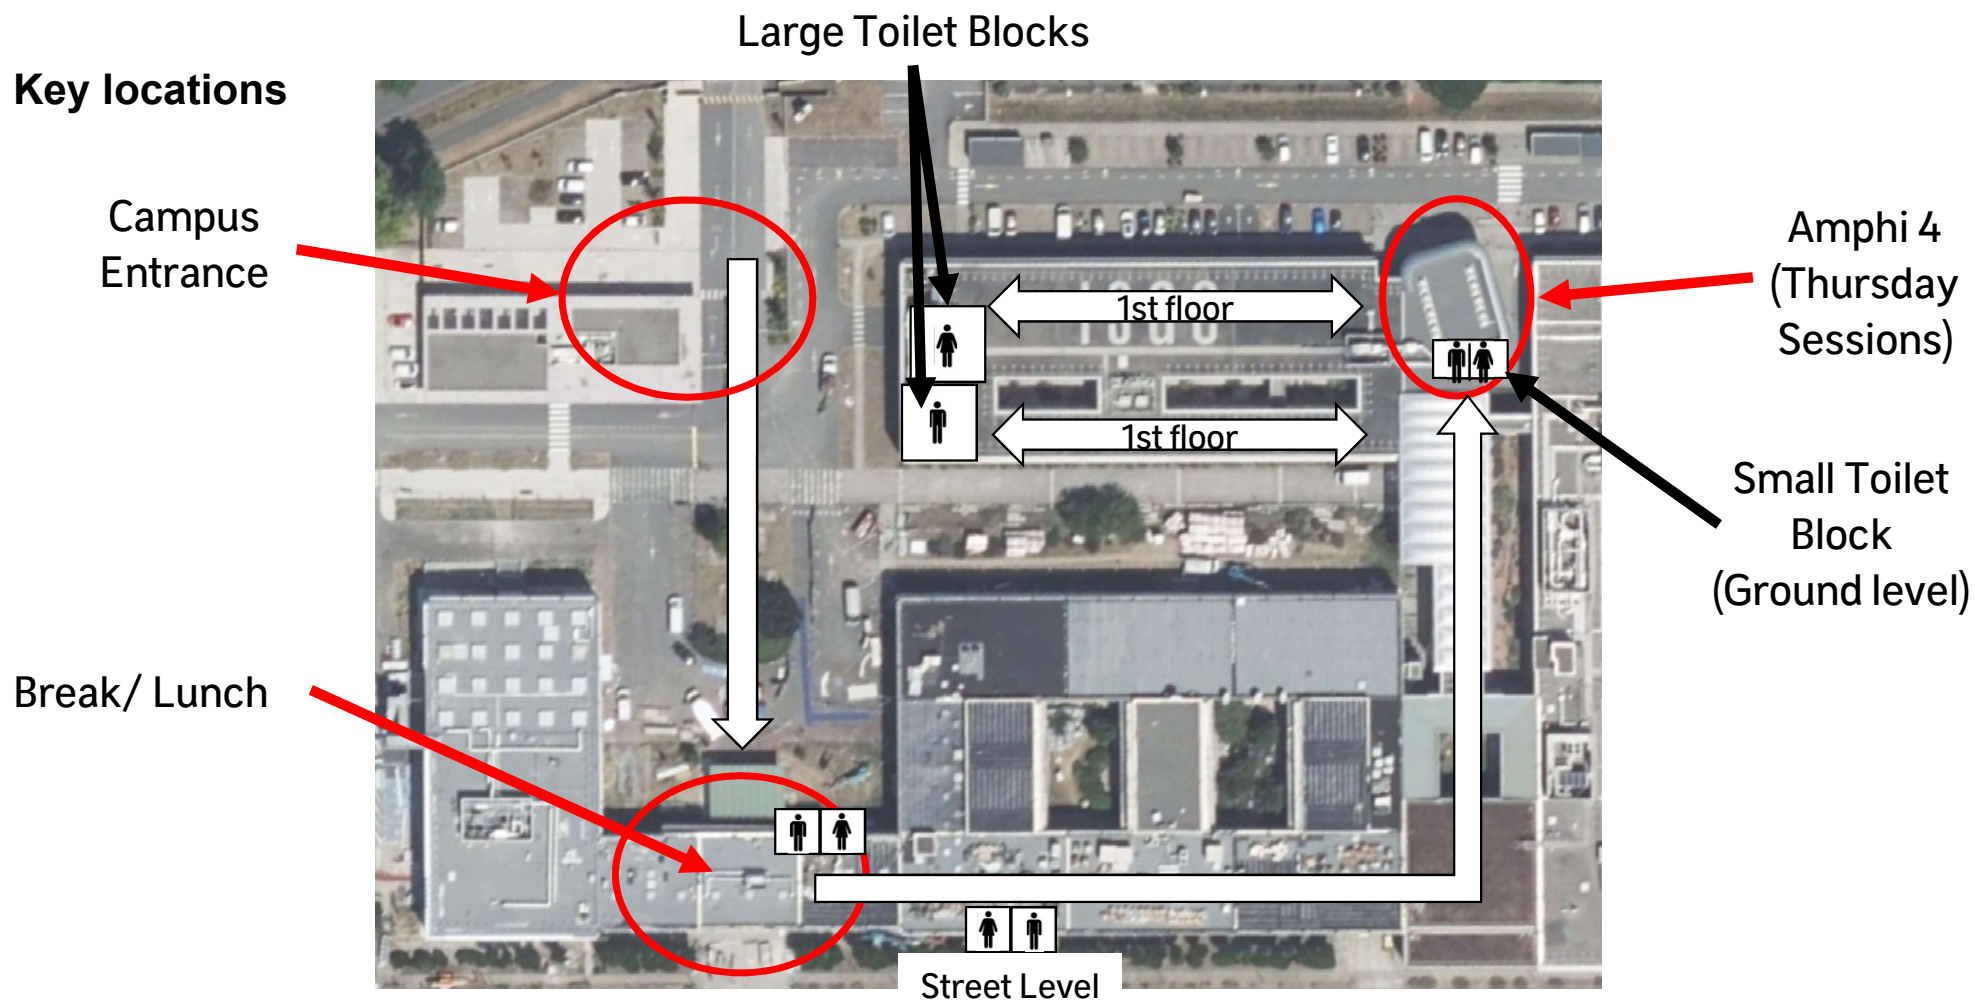 Large Toilet Blocks
Key locations
Campus
Entrance
Amphi 4
(Thursday
Sessions)
1st floor
1st floor
Small Toilet
Block
(Ground level)
Break/ Lunch
Street Level